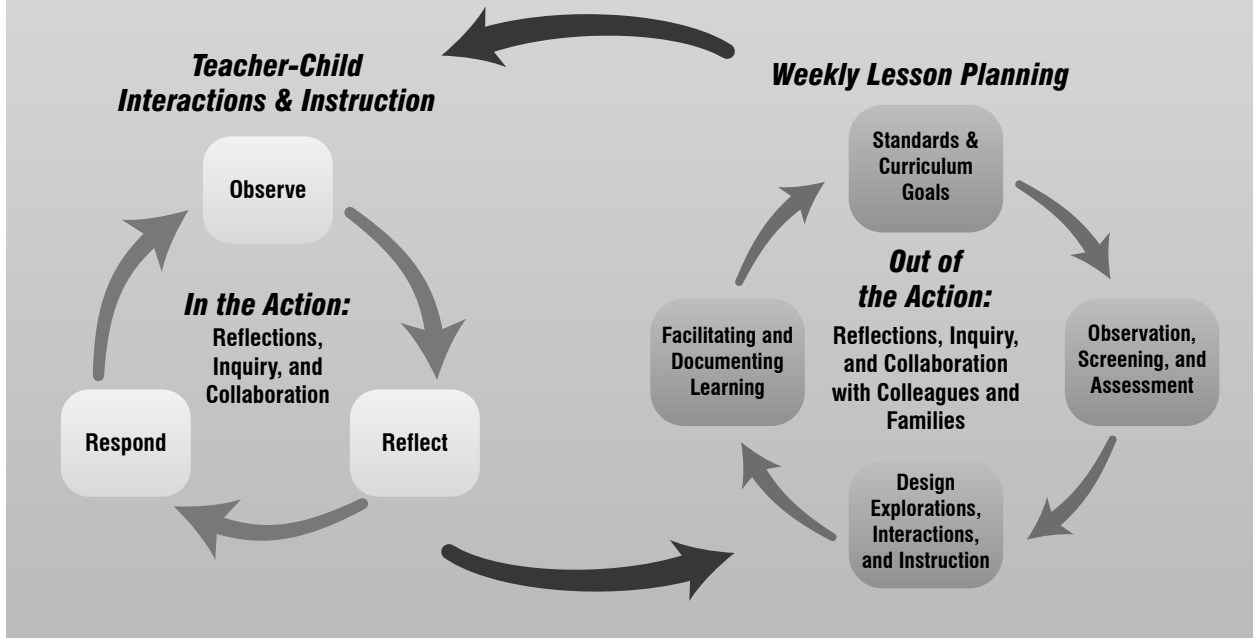 Teacher-Child
Interactions & Instruction
Observe
In the Action:
Reflections,
Inquiry, and
Collaboration
Respond
Reflect
Weekly Lesson Planning
Standards &
Curriculum
Goals
Out of
the Action:
Reflections, Inquiry,
and Collaboration
with Colleagues and
Families
Facilitating and
Documenting
Learning
Observation,
Screening, and
Assessment
Design
Explorations,
Interactions,
and Instruction